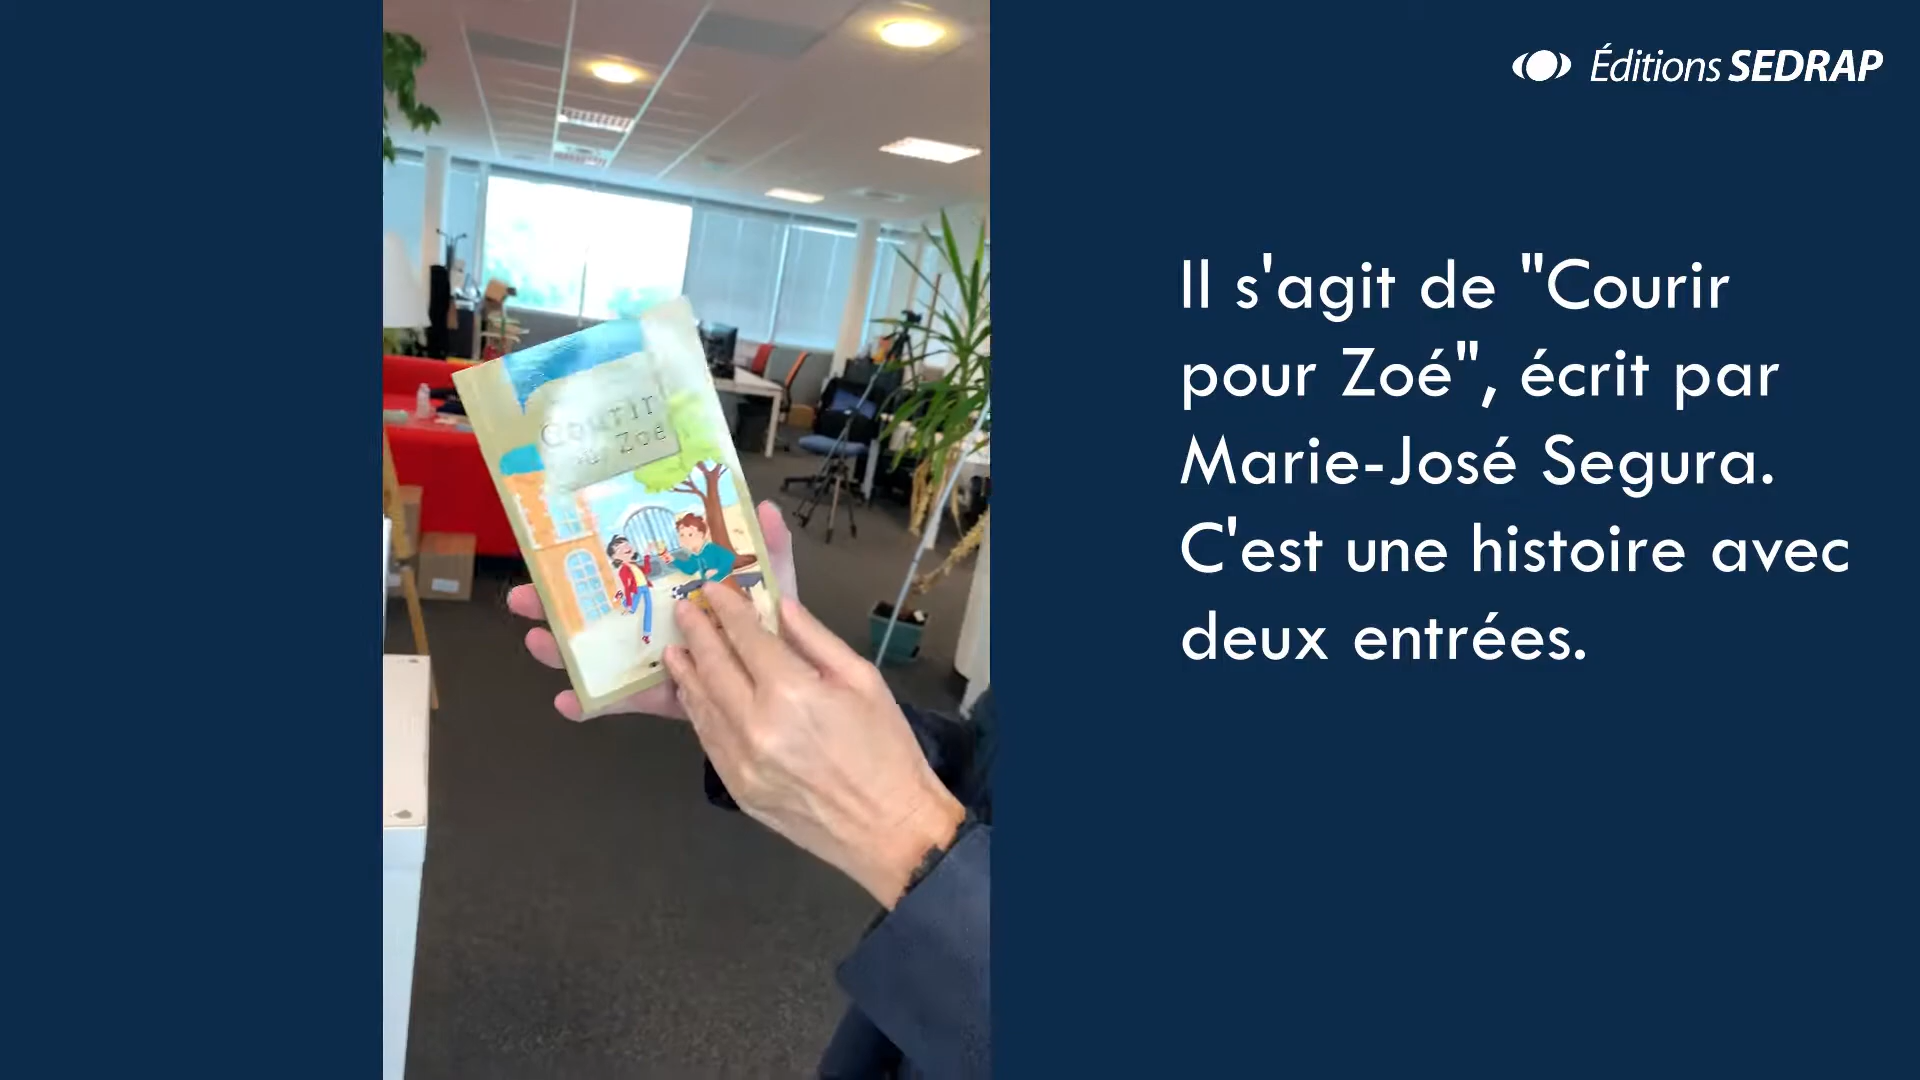 Éditions SEDRAP
Il s'agit de "Courir
pour Zoé", écrit par
Marie-José Segura.
C'est une histoire avec
deux entrées.
Courir
Zoé